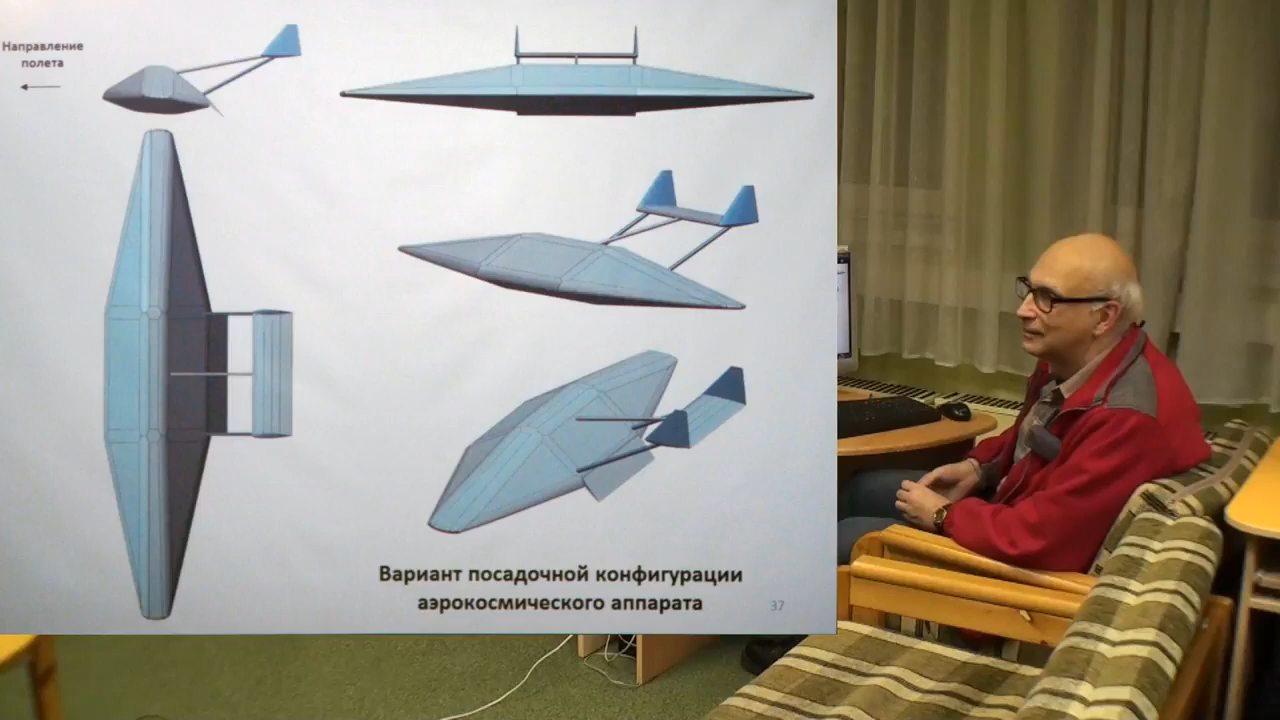 Направление
полета
Вариант посадочной конфигурации
аэрокосмического аппарата
37